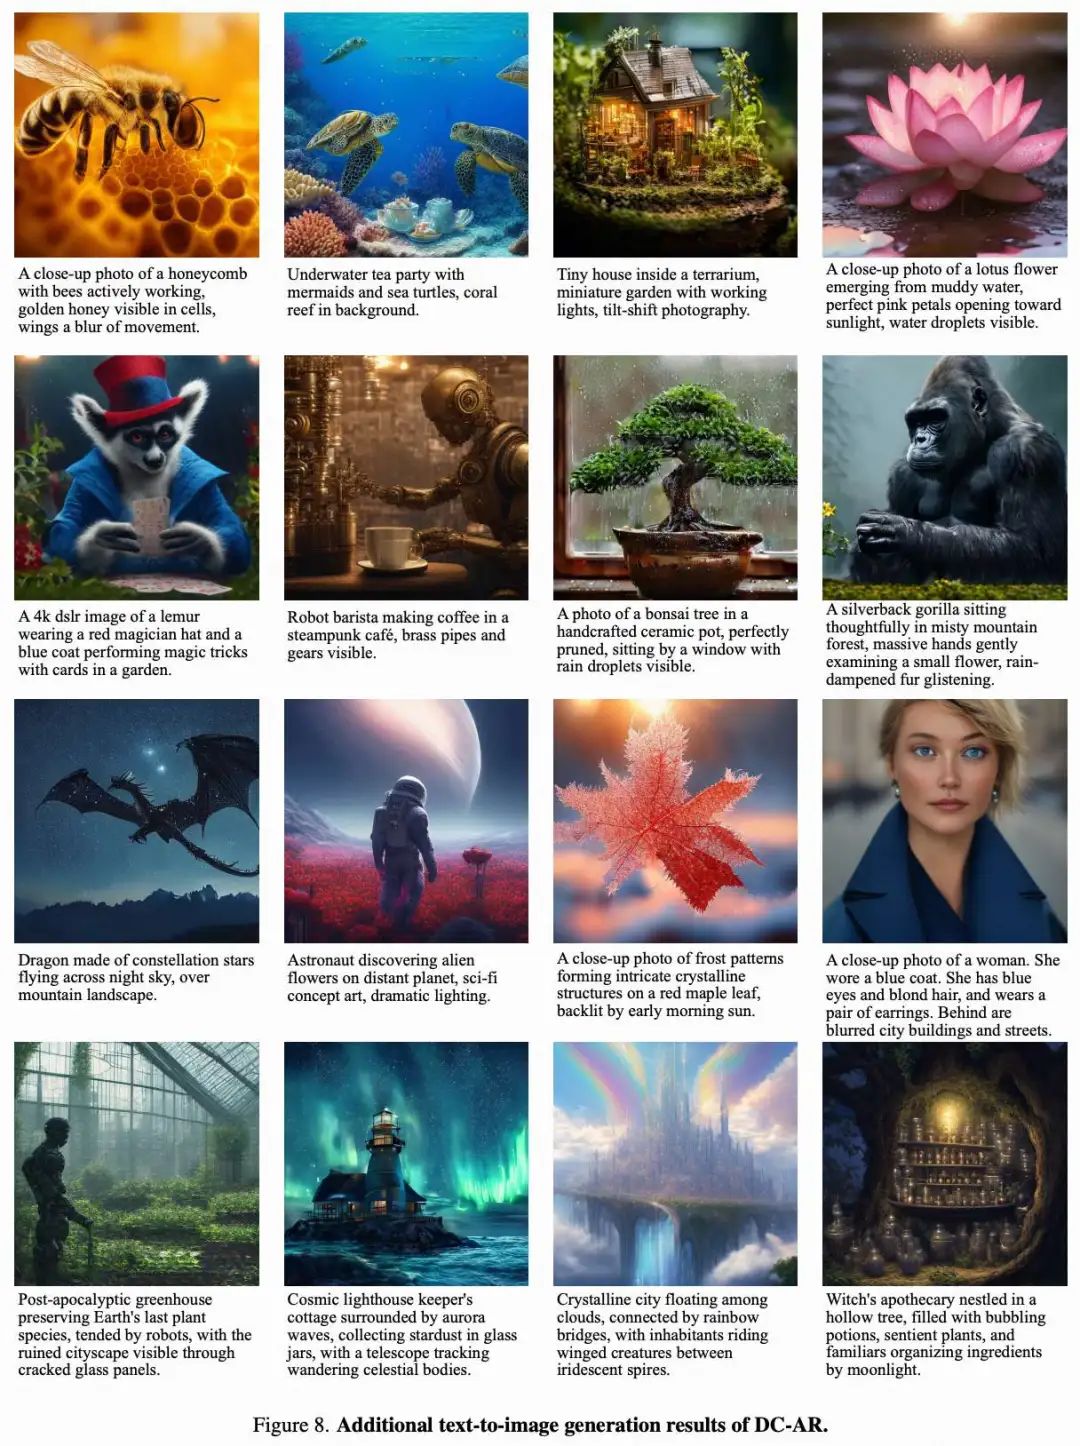 A close-up photo of a honeycomb
with bees actively working,
golden honey visible in cells,
wings a blur of movement.
Underwater tea party with
mermaids and sea turtles, coral
reef in background.
Tiny house inside a terrarium,
miniature garden with working
lights, tilt-shift photography.
A close-up photo of a lotus flower
emerging from muddy water,
perfect pink petals opening toward
sunlight, water droplets visible.
A 4k dslr image of a lemur
wearing a red magician hat and a
blue coat performing magic tricks
with cards in a garden.
Robot barista making coffee in a
steampunk café, brass pipes and
gears visible.
A photo of a bonsai tree in a
handcrafted ceramic pot, perfectly
pruned, sitting by a window with
rain droplets visible.
A silverback gorilla sitting
thoughtfully in misty mountain
forest, massive hands gently
examining a small flower, rain-
dampened fur glistening.
Dragon made of constellation stars
flying across night sky, over
mountain landscape.
Astronaut discovering alien
flowers on distant planet, sci-fi
concept art, dramatic lighting.
A close-up photo of frost patterns
forming intricate crystalline
structures on a red maple leaf,
backlit by early morning sun.
A close-up photo of a woman. She
wore a blue coat. She has blue
eyes and blond hair, and wears a
pair of earrings. Behind are
blurred city buildings and streets.
Post-apocalyptic greenhouse
preserving Earth's last plant
species, tended by robots, with the
ruined cityscape visible through
cracked glass panels.
Cosmic lighthouse keeper's
cottage surrounded by aurora
waves, collecting stardust in glass
jars, with a telescope tracking
wandering celestial bodies.
Crystalline city floating among
clouds, connected by rainbow
bridges, with inhabitants riding
winged creatures between
iridescent spires.
Witch's apothecary nestled in a
hollow tree, filled with bubbling
potions, sentient plants, and
familiars organizing ingredients
by moonlight.
Figure 8. Additional text-to-image generation results of DC-AR.